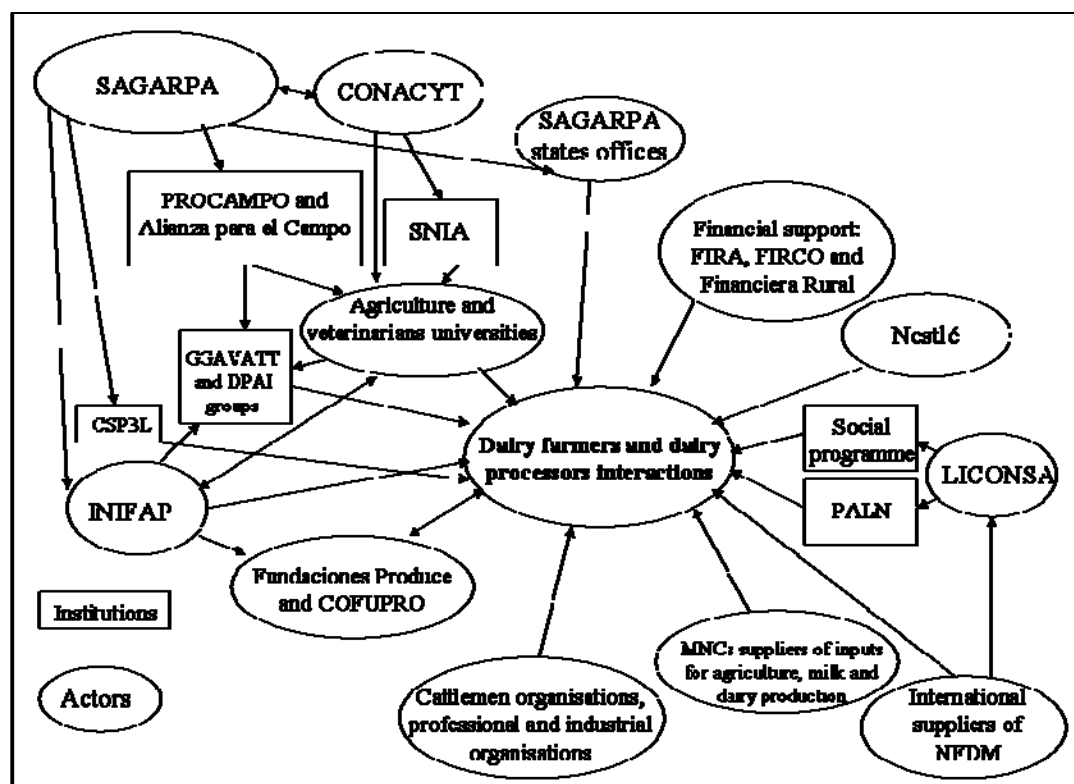 SAGARPA
CONACYT
SAGARPA
states offices
PROCAMPO and
Alianza para el Campo
SNIA
Financial support:
FIRA, FIRCO and
Financiera Rural
Agriculture and
veterinarians universities
Nestlé
GGAVATT
and DPAI
groups
CSP3L
Dairy farmers and dairy
processors interactions
Social
programme
LICONSA
PALN
INIFAP
Fundaciones Produce
and COFUPRO
Institutions
MNC: suppliers of inputs
for agriculture, milk and
dairy production
Actors
Cattlemen organisations,
professional and industrial
organisations
International
suppliers of
NFDM